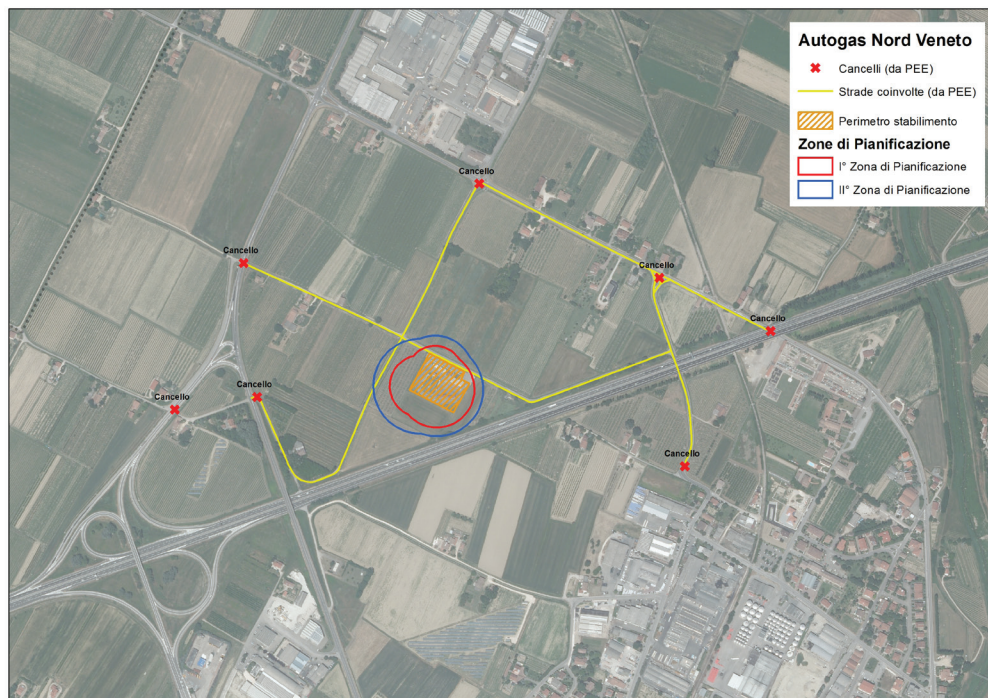 Autogas Nord Veneto
Cancelli (da PEE)
Strade coinvolte (da PEE)
Perimetro stabilimento
Zone di Pianificazione
I° Zona di Pianificazione
II° Zona di Pianificazione
Cancello
Cancello
Cancello
Cancello
Cancello
Cancello
Cancello